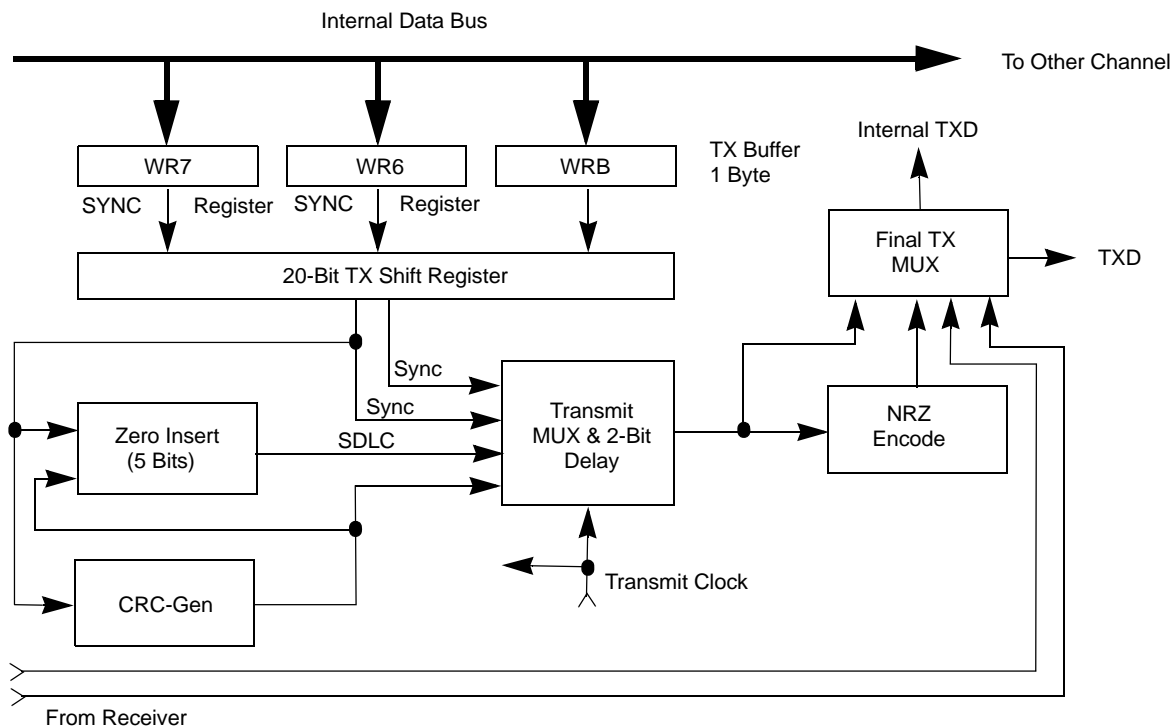 Internal Data Bus
To Other Channel
Internal TXD
WR7
WR6
WRB
TX Buffer
1 Byte
SYNC Register
SYNC Register
Final TX
MUX
TXD
20-Bit TX Shift Register
Sync
Sync
Zero Insert
(5 Bits)
SDLC
Transmit
MUX & 2-Bit
Delay
NRZ
Encode
Transmit Clock
CRC-Gen
From Receiver